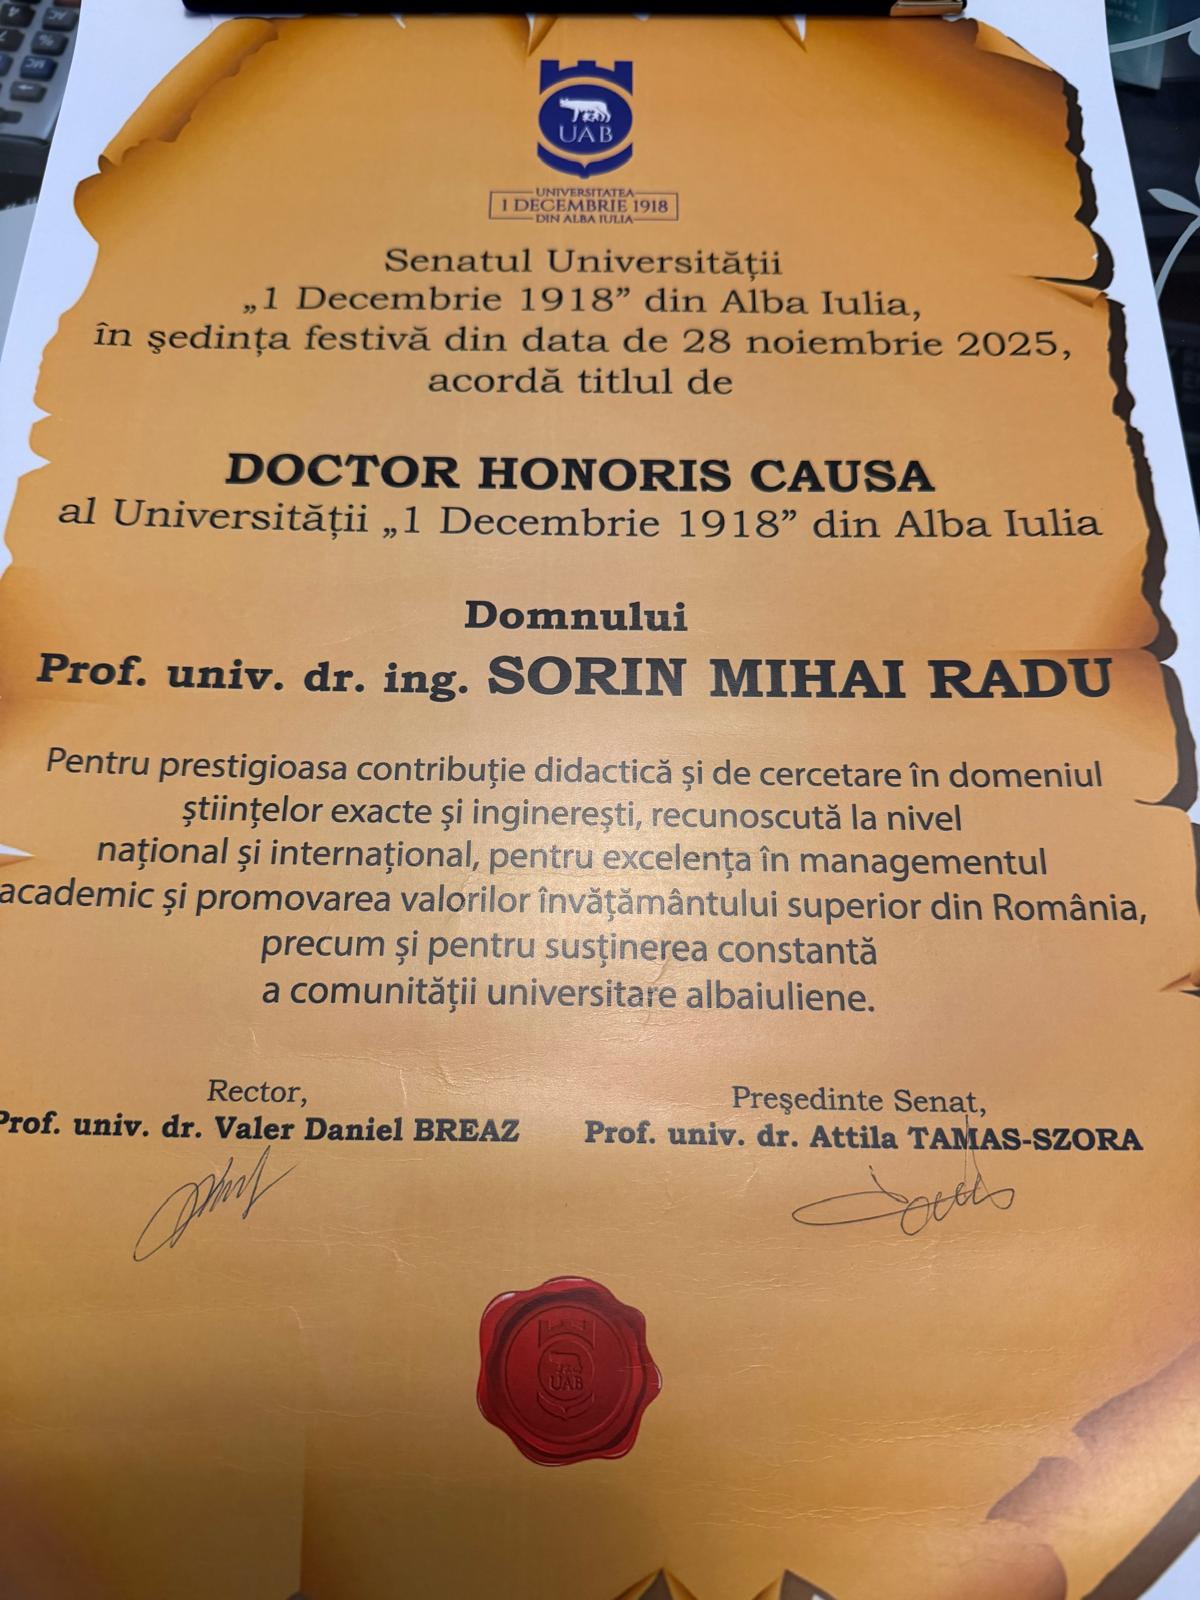 UAB
UNIVERSITATEA
1 DECEMBRIE 1918
DIN ALBA IULIA
Senatul Universității
„1 Decembrie 1918” din Alba Iulia,
în şedința festivă din data de 28 noiembrie 2025,
acordă titlul de
DOCTOR HONORIS CAUSA
al Universității „1 Decembrie 1918” din Alba Iulia
Domnului
Prof. univ. dr. ing. SORIN MIHAI RADU
Pentru prestigioasa contribuție didactică și de cercetare în domeniul
științelor exacte și inginerești, recunoscută la nivel
național și internațional, pentru excelența în managementul
academic și promovarea valorilor învățământului superior din România,
precum și pentru susținerea constantă
a comunității universitare albaiuliene.
Rector,
Prof. univ. dr. Valer Daniel BREAZ
Preşedinte Senat,
Prof. univ. dr. Attila TAMAS-SZORA
UAB